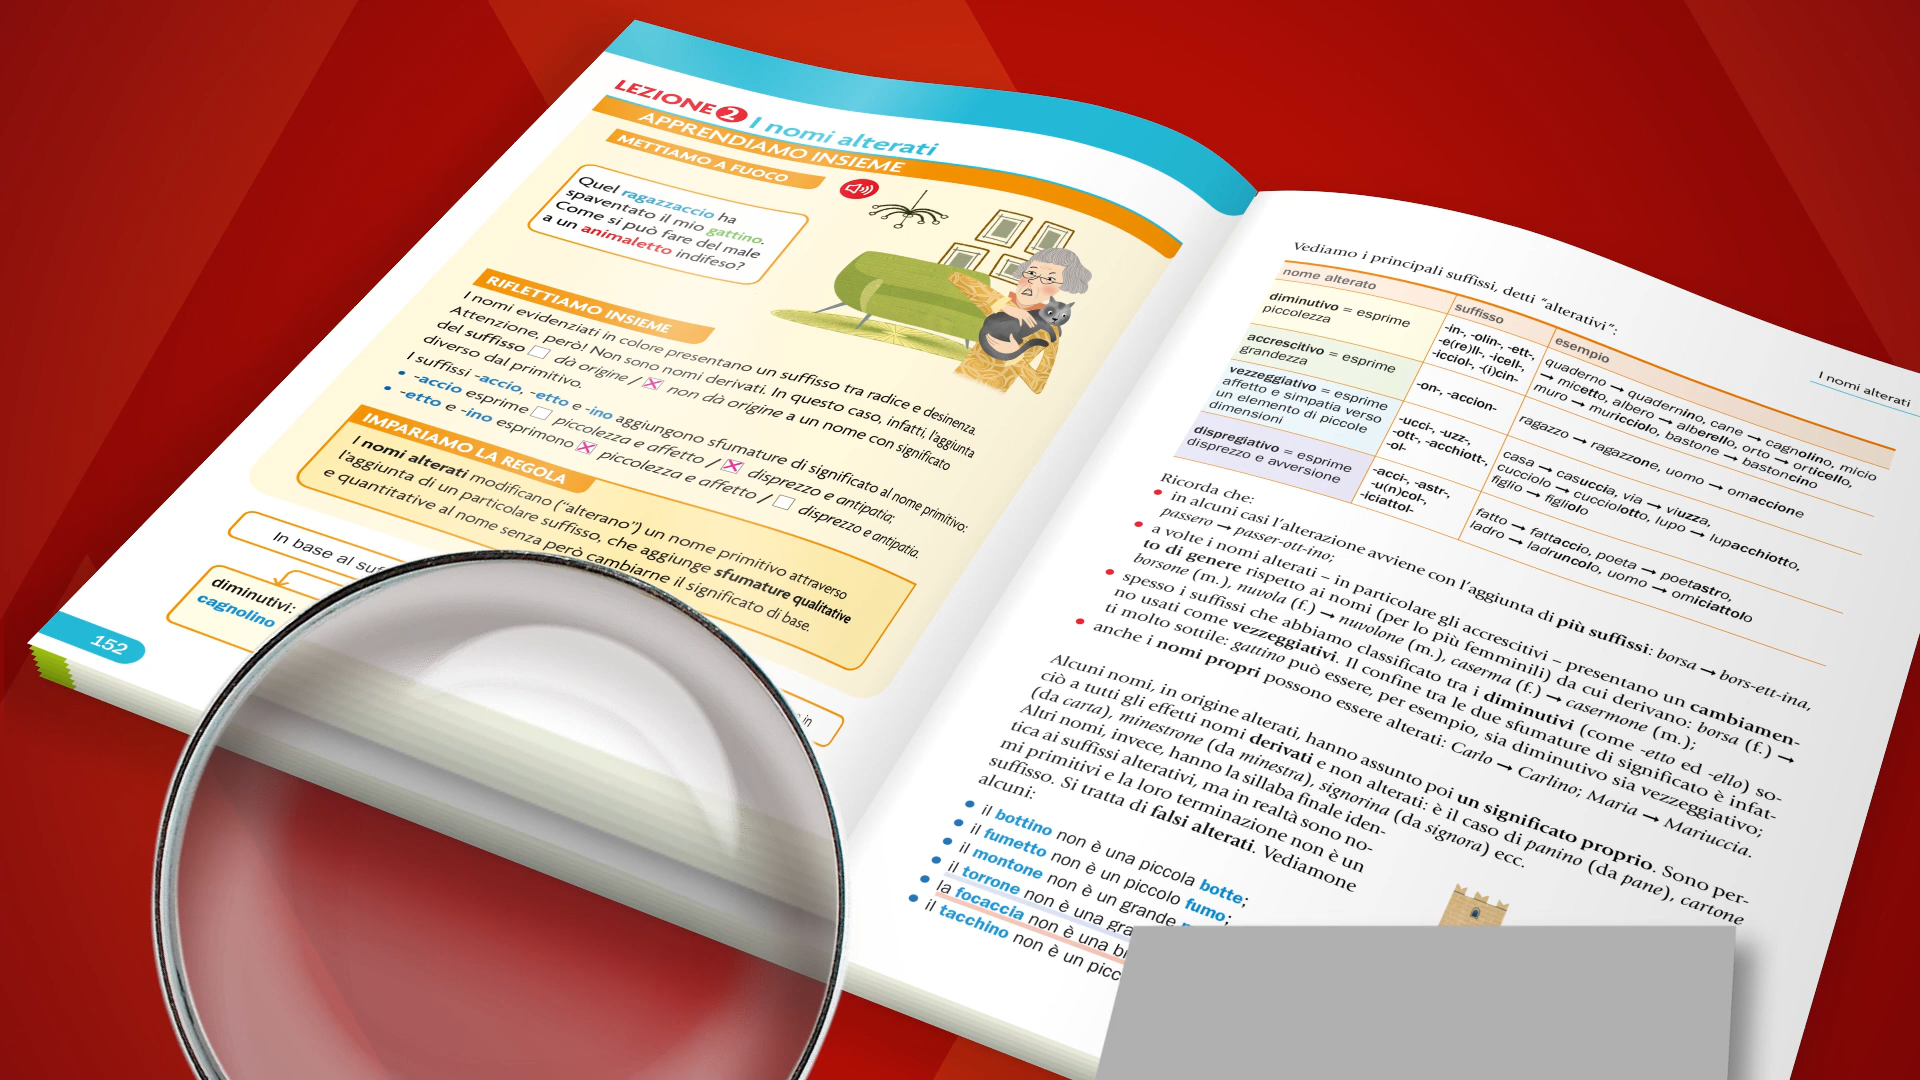 LEZIONE 2 I nomi alterati
APPRENDIAMO INSIEME
METTIAMO A FUOCO
Quel ragazzaccio ha
spaventato il mio gattino.
Come si può fare del male
a un animaletto indifeso?
RIFLETTIAMO INSIEME
I nomi evidenziati in colore presentano un suffisso tra radice e desinenza.
Attenzione, però! Non sono nomi derivati. In questo caso, infatti, l'aggiunta
del suffisso dà origine / non dà origine a un nome con significato
diverso dal primitivo.
I suffissi -accio, -etto e -ino aggiungono sfumature di significato al nome primitivo:
• -accio esprime piccolezza e affetto / disprezzo e antipatia;
• -etto e -ino esprimono piccolezza e affetto / disprezzo e antipatia.
IMPARIAMO LA REGOLA
I nomi alterati modificano ("alterano") un nome primitivo attraverso
l'aggiunta di un particolare suffisso, che aggiunge sfumature qualitative
e quantitative al nome senza però cambiarne il significato di base.
In base al
diminutivi:
cagnolino
in
152
I nomi alterati
Vediamo i principali suffissi, detti "alterativi":
nome alterato suffisso esempio
diminutivo = esprime
piccolezza
-in-, -olin-, -ett-,
-e(re)ll-, -icell-,
-icciol-, -(i)cin-
quaderno → quadernino, cane → cagnolino, micio
→ micetto, albero → alberello, orto → orticello,
muro → muricciolo, bastone → bastoncino
accrescitivo = esprime
grandezza
-on-, -accion-
ragazzo → ragazzone, uomo → omaccione
vezzeggiativo = esprime
affetto e simpatia verso
un elemento di piccole
dimensioni
-ucci-, -uzz-,
-ott-, -acchiott-,
-ol-
casa → casuccia, via → viuzza,
cucciolo → cucciolotto, lupo → lupacchiotto,
figlio → figliolo
dispregiativo = esprime
disprezzo e avversione
-acci-, -astr-,
-u(n)col-,
-iciattol-
fatto → fattaccio, poeta → poetastro,
ladro → ladruncolo, uomo → omiciattolo
Ricorda che:
• in alcuni casi l'alterazione avviene con l'aggiunta di più suffissi: borsa → bors-ett-ina,
passero → passer-ott-ino;
• a volte i nomi alterati – in particolare gli accrescitivi – presentano un cambiamen-
to di genere rispetto ai nomi (per lo più femminili) da cui derivano: borsa (f.) →
borsone (m.), nuvola (f.) → nuvolone (m.), caserma (f.) → casermone (m.);
• spesso i suffissi che abbiamo classificato tra i diminutivi (come -etto ed -ello) so-
no usati come vezzeggiativi. Il confine tra le due sfumature di significato è infat-
ti molto sottile: gattino può essere, per esempio, sia diminutivo sia vezzeggiativo;
• anche i nomi propri possono essere alterati: Carlo → Carlino; Maria → Mariuccia.
Alcuni nomi, in origine alterati, hanno assunto poi un significato proprio. Sono per-
ciò a tutti gli effetti nomi derivati e non alterati: è il caso di panino (da pane), cartone
(da carta), minestrone (da minestra), signorina (da signora) ecc.
Altri nomi, invece, hanno la sillaba finale iden-
tica ai suffissi alterativi, ma in realtà sono no-
mi primitivi e la loro terminazione non è un
suffisso. Si tratta di falsi alterati. Vediamone
alcuni:
• il bottino non è una piccola botte;
• il fumetto non è un piccolo fumo;
• il montone non è un grande
• il torrone non è una
• la focaccia non è una
• il tacchino non è un